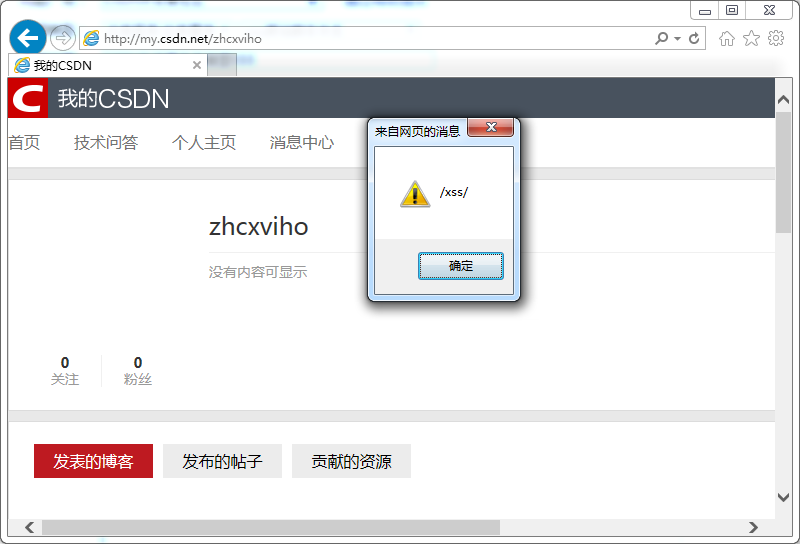 http://my.csdn.net/zhcxviho
我的CSDN
我的CSDN
首页 技术问答 个人主页 消息中心
来自网页的消息
/xss/
确定
zhcxviho
没有内容可显示
0 0
关注 粉丝
发表的博客 发布的帖子 贡献的资源